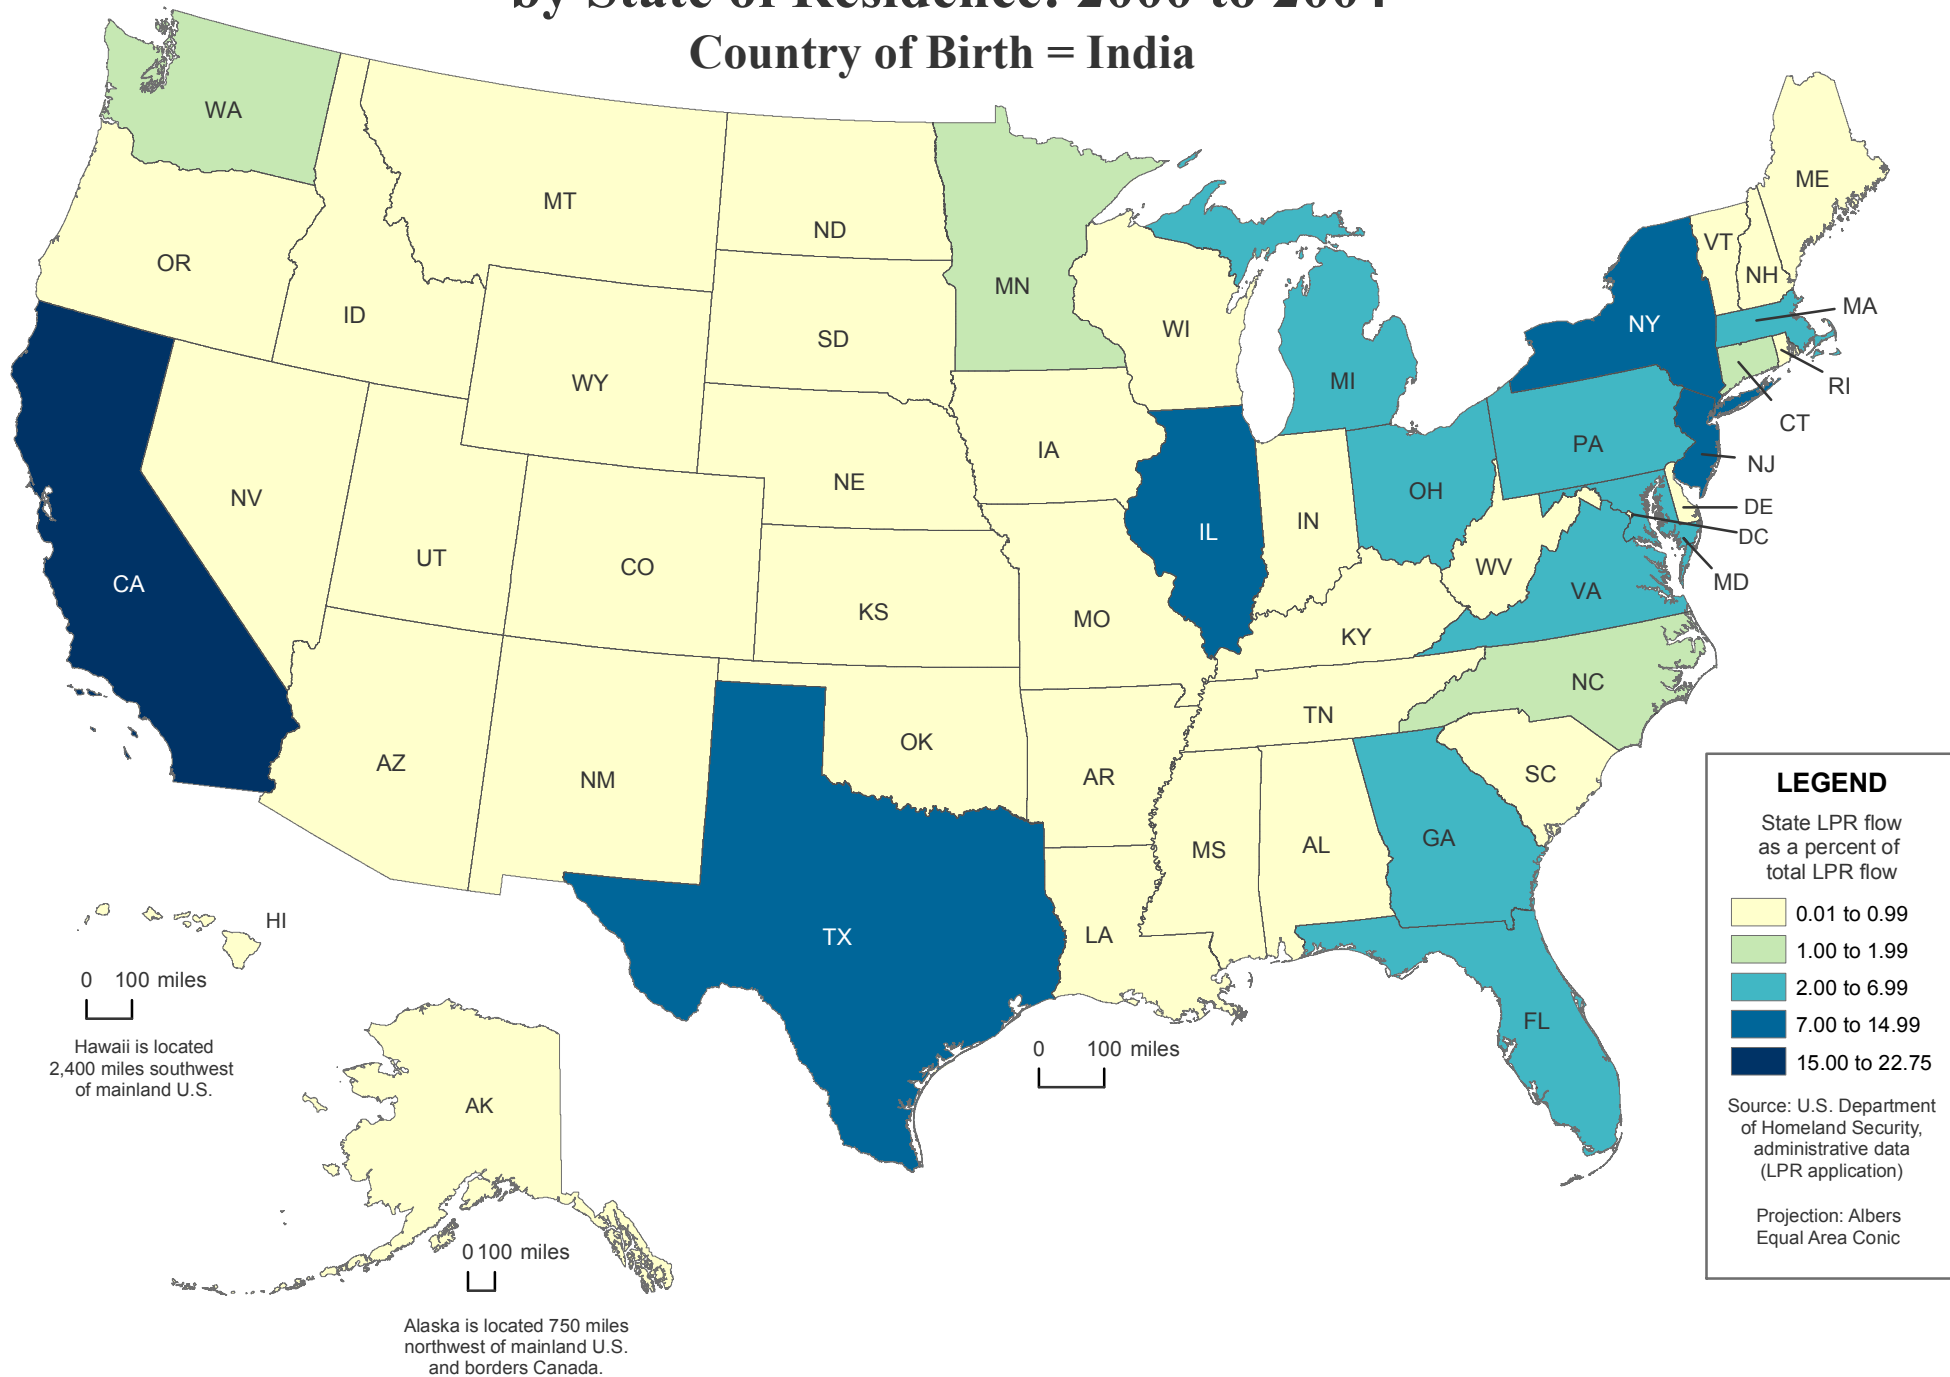 by State of Residence: 2000 to 2004
Country of Birth = India
WA
MT
ND
MN
ME
OR
ID
SD
WI
VT
NH
NY
MA
WY
MI
RI
CT
NV
NE
IA
PA
NJ
UT
CO
IL
IN
OH
DE
DC
CA
KS
MO
WV
VA
MD
KY
NC
TN
AZ
NM
OK
AR
SC
MS
AL
GA
TX
LA
FL
HI
0 100 miles
Hawaii is located
2,400 miles southwest
of mainland U.S.
AK
0 100 miles
Alaska is located 750 miles
northwest of mainland U.S.
and borders Canada.
0 100 miles
LEGEND
State LPR flow
as a percent of
total LPR flow
0.01 to 0.99
1.00 to 1.99
2.00 to 6.99
7.00 to 14.99
15.00 to 22.75
Source: U.S. Department
of Homeland Security,
administrative data
(LPR application)
Projection: Albers
Equal Area Conic